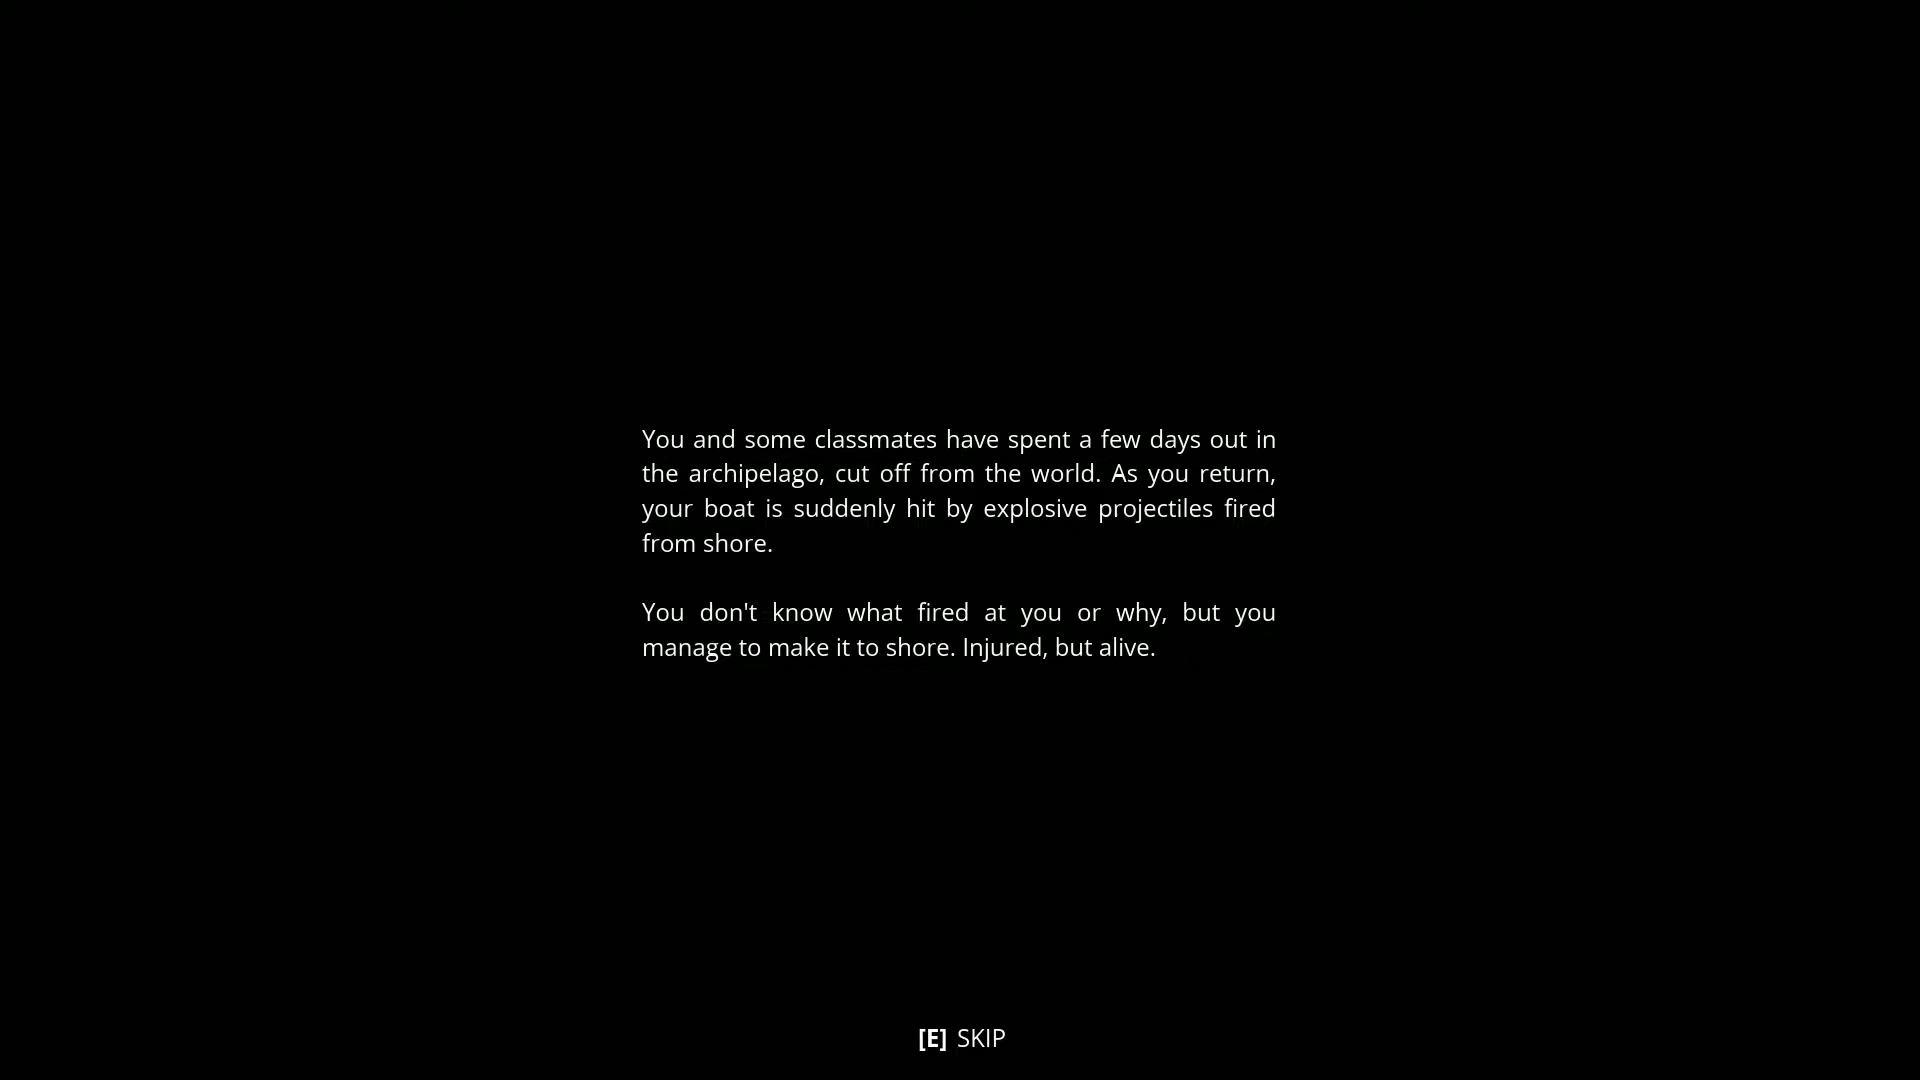 You and some classmates have spent a few days out in
the archipelago, cut off from the world. As you return,
your boat is suddenly hit by explosive projectiles fired
from shore.
You don't know what fired at you or why, but you
manage to make it to shore. Injured, but alive.
[E] SKIP